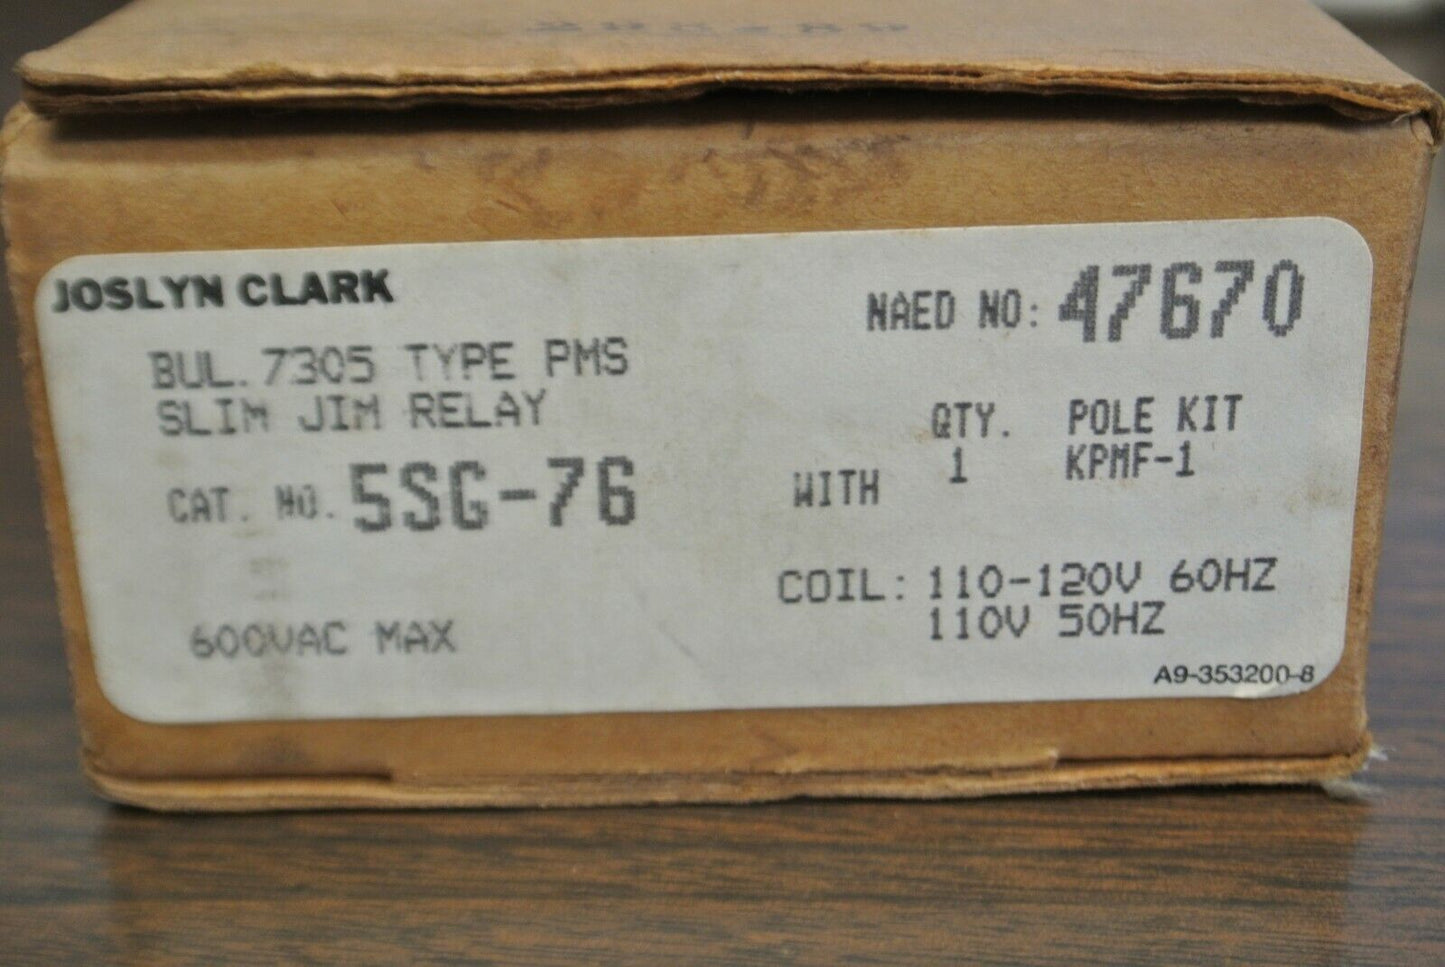 JOSLYN CLARK
NAED NO: 47670
BUL. 7305 TYPE PMS
SLIM JIM RELAY
CAT. NO. 5SG-76
QTY. POLE KIT
WITH 1 KPMF-1
600VAC MAX
COIL: 110-120V 60HZ
110V 50HZ
A9-353200-8